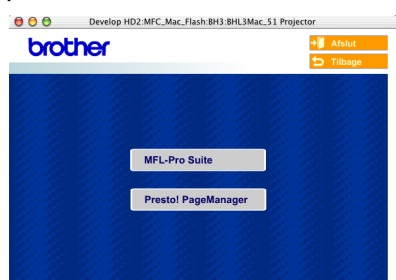 Develop HD2:MFC_Mac_Flash:BH3:BHL3Mac_51 Projector
brother
Afslut
Tilbage
MFL-Pro Suite
Presto! PageManager